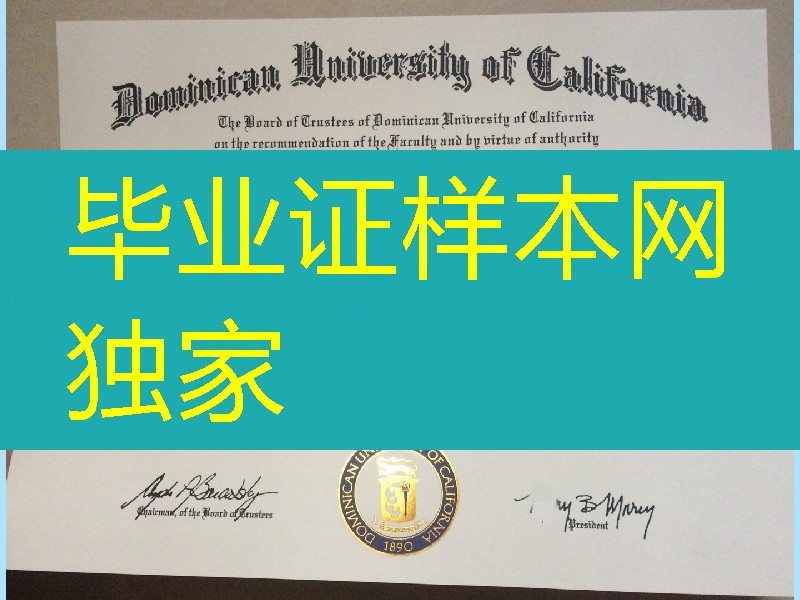 Dominican University of California
The Board of Trustees of Dominican University of California
on the recommendation of the Faculty and by virtue of authority
毕业证样本网
独家
DOMINICAN UNI OF CALIFORNIA
1890
Chairman, of the Board of Trustees
President